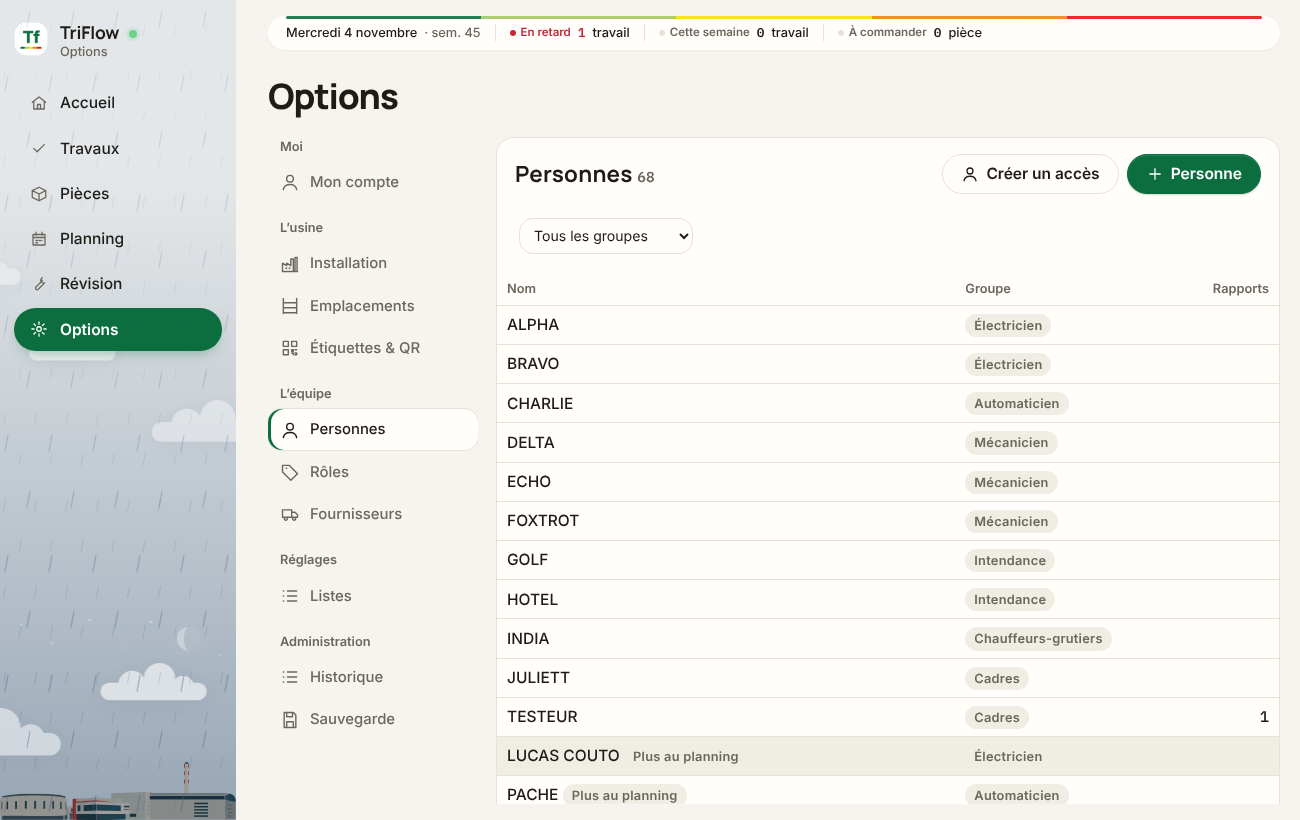 Tf
TriFlow
Options
Accueil
Travaux
Pièces
Planning
Révision
Options
Mercredi 4 novembre · sem. 45
En retard 1 travail
Cette semaine 0 travail
À commander 0 pièce
Options
Moi
Mon compte
L'usine
Installation
Emplacements
Étiquettes & QR
L'équipe
Personnes
Rôles
Fournisseurs
Réglages
Listes
Administration
Historique
Sauvegarde
Personnes 68
Créer un accès
+ Personne
Tous les groupes
Nom Groupe Rapports
ALPHA Électricien
BRAVO Électricien
CHARLIE Automaticien
DELTA Mécanicien
ECHO Mécanicien
FOXTROT Mécanicien
GOLF Intendance
HOTEL Intendance
INDIA Chauffeurs-grutiers
JULIETT Cadres
TESTEUR Cadres 1
LUCAS COUTO Plus au planning Électricien
PACHE Plus au planning Automaticien